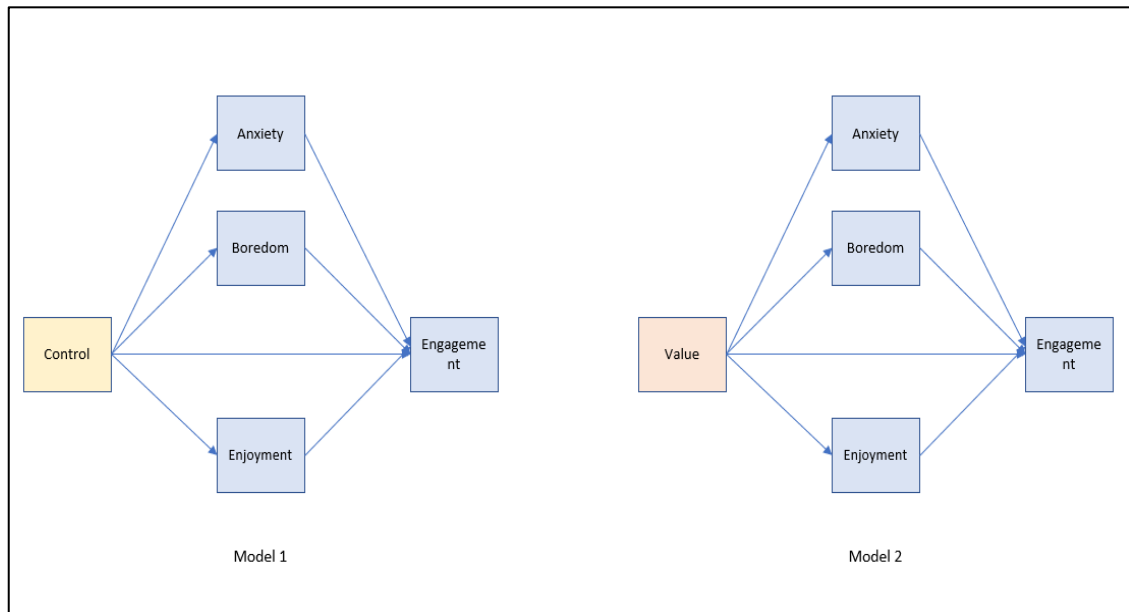 Anxiety
Boredom
Control
Engageme
nt
Enjoyment
Model 1
Anxiety
Boredom
Value
Engageme
nt
Enjoyment
Model 2